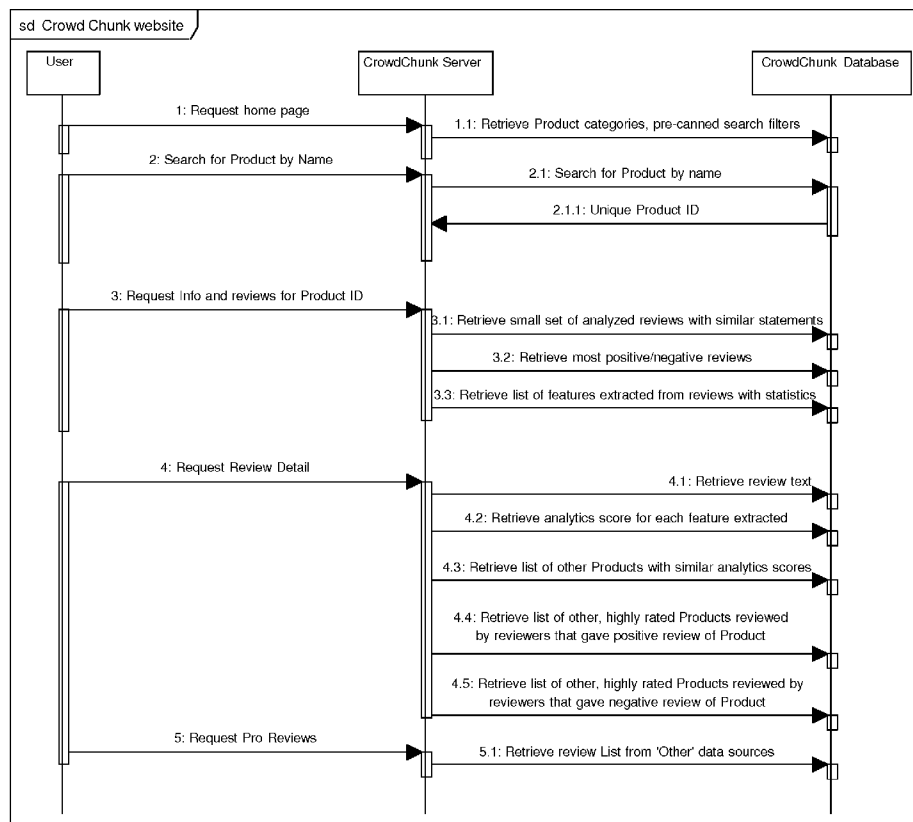 sd Crowd Chunk website
User
CrowdChunk Server
CrowdChunk Database
1: Request home page
1.1: Retrieve Product categories, pre-canned search filters
2: Search for Product by Name
2.1: Search for Product by name
2.1.1: Unique Product ID
3: Request Info and reviews for Product ID
3.1: Retrieve small set of analyzed reviews with similar statements
3.2: Retrieve most positive/negative reviews
3.3: Retrieve list of features extracted from reviews with statistics
4: Request Review Detail
4.1: Retrieve review text
4.2: Retrieve analytics score for each feature extracted
4.3: Retrieve list of other Products with similar analytics scores
4.4: Retrieve list of other, highly rated Products reviewed
by reviewers that gave positive review of Product
4.5: Retrieve list of other, highly rated Products reviewed by
reviewers that gave negative review of Product
5: Request Pro Reviews
5.1: Retrieve review List from 'Other' data sources